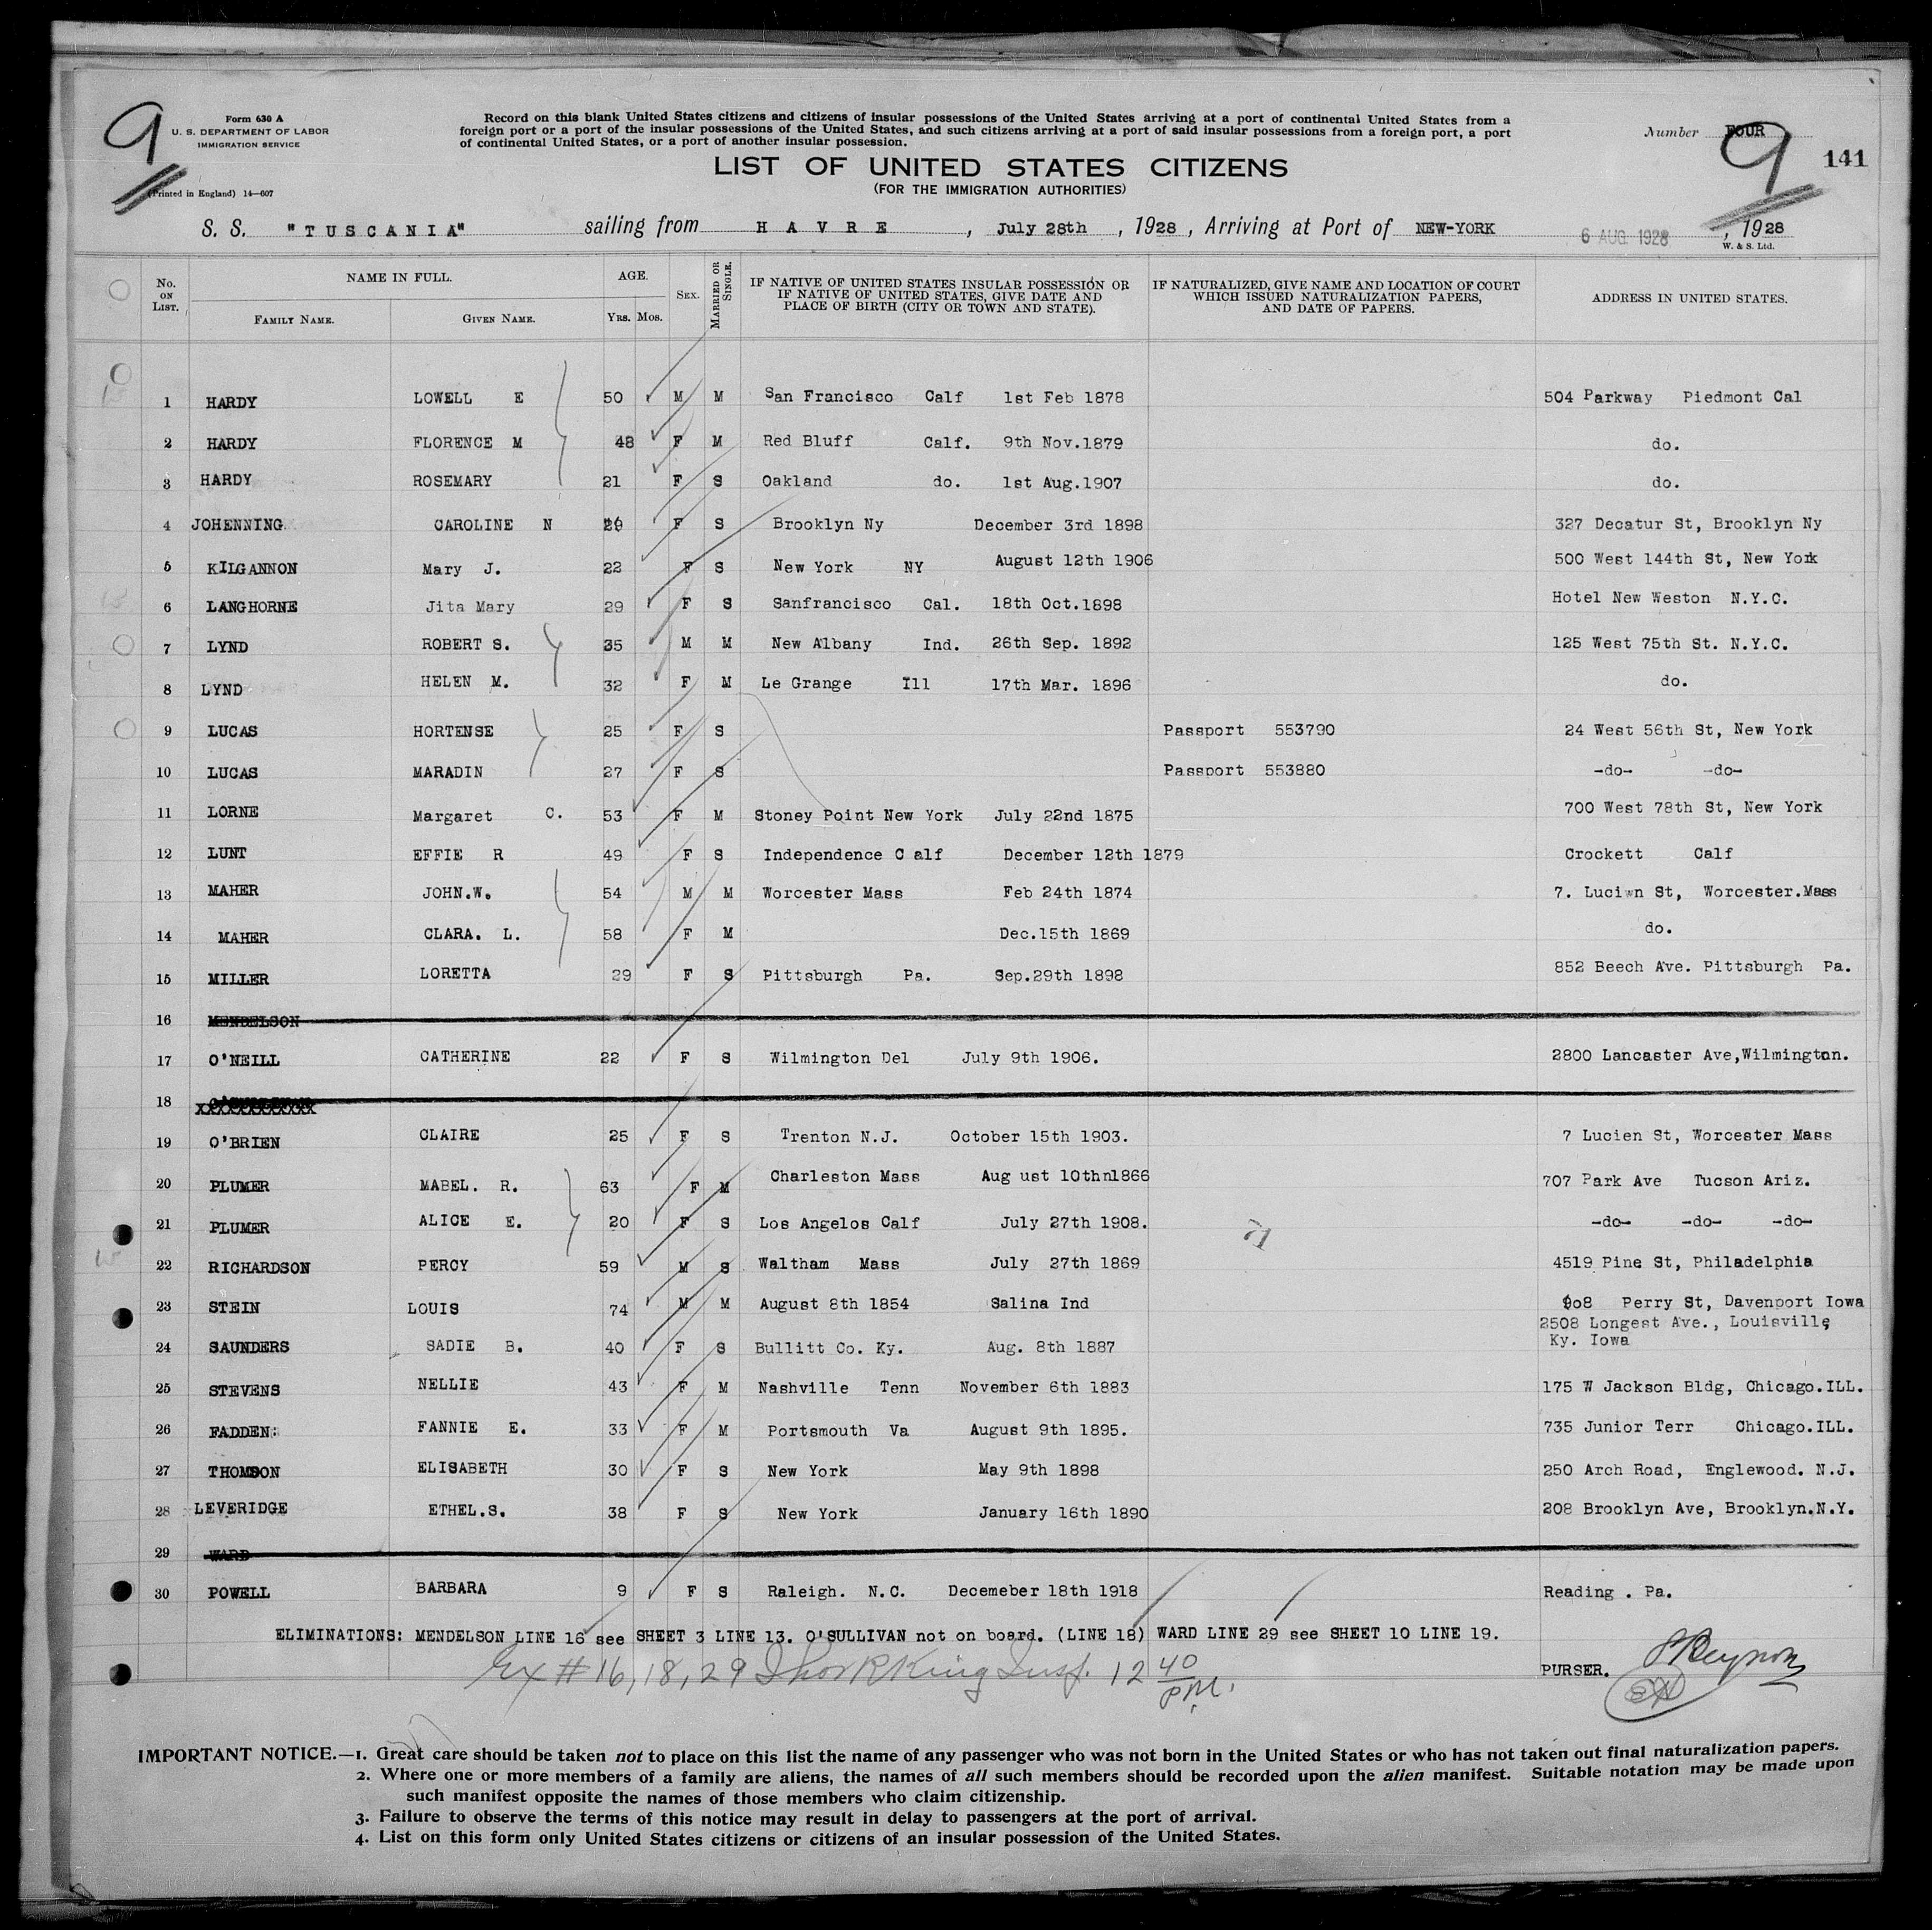 9
Form 630 A
U. S. DEPARTMENT OF LABOR
IMMIGRATION SERVICE
(Printed in England) 14—607
Record on this blank United States citizens and citizens of insular possessions of the United States arriving at a port of continental United States from a
foreign port or a port of the insular possessions of the United States, and such citizens arriving at a port of said insular possessions from a foreign port, a port
of continental United States, or a port of another insular possession.
Number FOUR
9
141
LIST OF UNITED STATES CITIZENS
(FOR THE IMMIGRATION AUTHORITIES)
S. S. "TUSCANIA" sailing from HAVRE, July 28th, 1928, Arriving at Port of NEW-YORK 6 AUG 1928, 1928
W. & S. Ltd.
No. ON LIST. NAME IN FULL. FAMILY NAME. GIVEN NAME. AGE. YRS. MOS. SEX. MARRIED OR SINGLE. IF NATIVE OF UNITED STATES INSULAR POSSESSION OR IF NATIVE OF UNITED STATES, GIVE DATE AND PLACE OF BIRTH (CITY OR TOWN AND STATE). IF NATURALIZED, GIVE NAME AND LOCATION OF COURT WHICH ISSUED NATURALIZATION PAPERS, AND DATE OF PAPERS. ADDRESS IN UNITED STATES.
1 HARDY LOWELL E 50 M M San Francisco Calf 1st Feb 1878 504 Parkway Piedmont Cal
2 HARDY FLORENCE M 48 F M Red Bluff Calf. 9th Nov.1879 do.
3 HARDY ROSEMARY 21 F S Oakland do. 1st Aug.1907 do.
4 JOHENNING CAROLINE N 29 F S Brooklyn Ny December 3rd 1898 327 Decatur St, Brooklyn Ny
5 KILGANNON Mary J. 22 F S New York NY August 12th 1906 500 West 144th St, New York
6 LANGHORNE Jita Mary 29 F S Sanfrancisco Cal. 18th Oct.1898 Hotel New Weston N.Y.C.
7 LYND ROBERT S. 35 M M New Albany Ind. 26th Sep. 1892 125 West 75th St. N.Y.C.
8 LYND HELEN M. 32 F M Le Grange Ill 17th Mar. 1896 do.
9 LUCAS HORTENSE 25 F S Passport 553790 24 West 56th St, New York
10 LUCAS MARADIN 27 F S Passport 553880 -do- -do-
11 LORNE Margaret C. 53 F M Stoney Point New York July 22nd 1875 700 West 78th St, New York
12 LUNT EFFIE R 49 F S Independence C alf December 12th 1879 Crockett Calf
13 MAHER JOHN.W. 54 M M Worcester Mass Feb 24th 1874 7. Lucien St, Worcester.Mass
14 MAHER CLARA. L. 58 F M Dec.15th 1869 do.
15 MILLER LORETTA 29 F S Pittsburgh Pa. Sep.29th 1898 852 Beech Ave. Pittsburgh Pa.
16 MENDELSON
17 O'NEILL CATHERINE 22 F S Wilmington Del July 9th 1906. 2800 Lancaster Ave,Wilmington.
18 XXXXXXXXXXXX
19 O'BRIEN CLAIRE 25 F S Trenton N.J. October 15th 1903. 7 Lucien St, Worcester Mass
20 PLUMER MABEL. R. 63 F M Charleston Mass Aug ust 10thn1866 707 Park Ave Tucson Ariz.
21 PLUMER ALICE E. 20 F S Los Angelos Calf July 27th 1908. -do- -do- -do-
22 RICHARDSON PERCY 59 M S Waltham Mass July 27th 1869 4519 Pine St, Philadelphia
23 STEIN LOUIS 74 M M August 8th 1854 Salina Ind 908 Perry St, Davenport Iowa
24 SAUNDERS SADIE B. 40 F S Bullitt Co. Ky. Aug. 8th 1887 2508 Longest Ave., Louisville, Ky. Iowa
25 STEVENS NELLIE 43 F M Nashville Tenn November 6th 1883 175 W Jackson Bldg, Chicago.ILL.
26 FADDEN: FANNIE E. 33 F M Portsmouth Va August 9th 1895. 735 Junior Terr Chicago.ILL.
27 THOMSON ELISABETH 30 F S New York May 9th 1898 250 Arch Road, Englewood. N.J.
28 LEVERIDGE ETHEL.S. 38 F S New York January 16th 1890 208 Brooklyn Ave, Brooklyn.N.Y.
29 WARD
30 POWELL BARBARA 9 F S Raleigh. N.C. Decemeber 18th 1918 Reading . Pa.
ELIMINATIONS: MENDELSON LINE 16 see SHEET 3 LINE 13. O'SULLIVAN not on board. (LINE 18) WARD LINE 29 see SHEET 10 LINE 19.
Ex # 16, 18, 29 King Insp. 12 40 P.M.
PURSER.
IMPORTANT NOTICE.—1. Great care should be taken not to place on this list the name of any passenger who was not born in the United States or who has not taken out final naturalization papers.
2. Where one or more members of a family are aliens, the names of all such members should be recorded upon the alien manifest. Suitable notation may be made upon
such manifest opposite the names of those members who claim citizenship.
3. Failure to observe the terms of this notice may result in delay to passengers at the port of arrival.
4. List on this form only United States citizens or citizens of an insular possession of the United States.